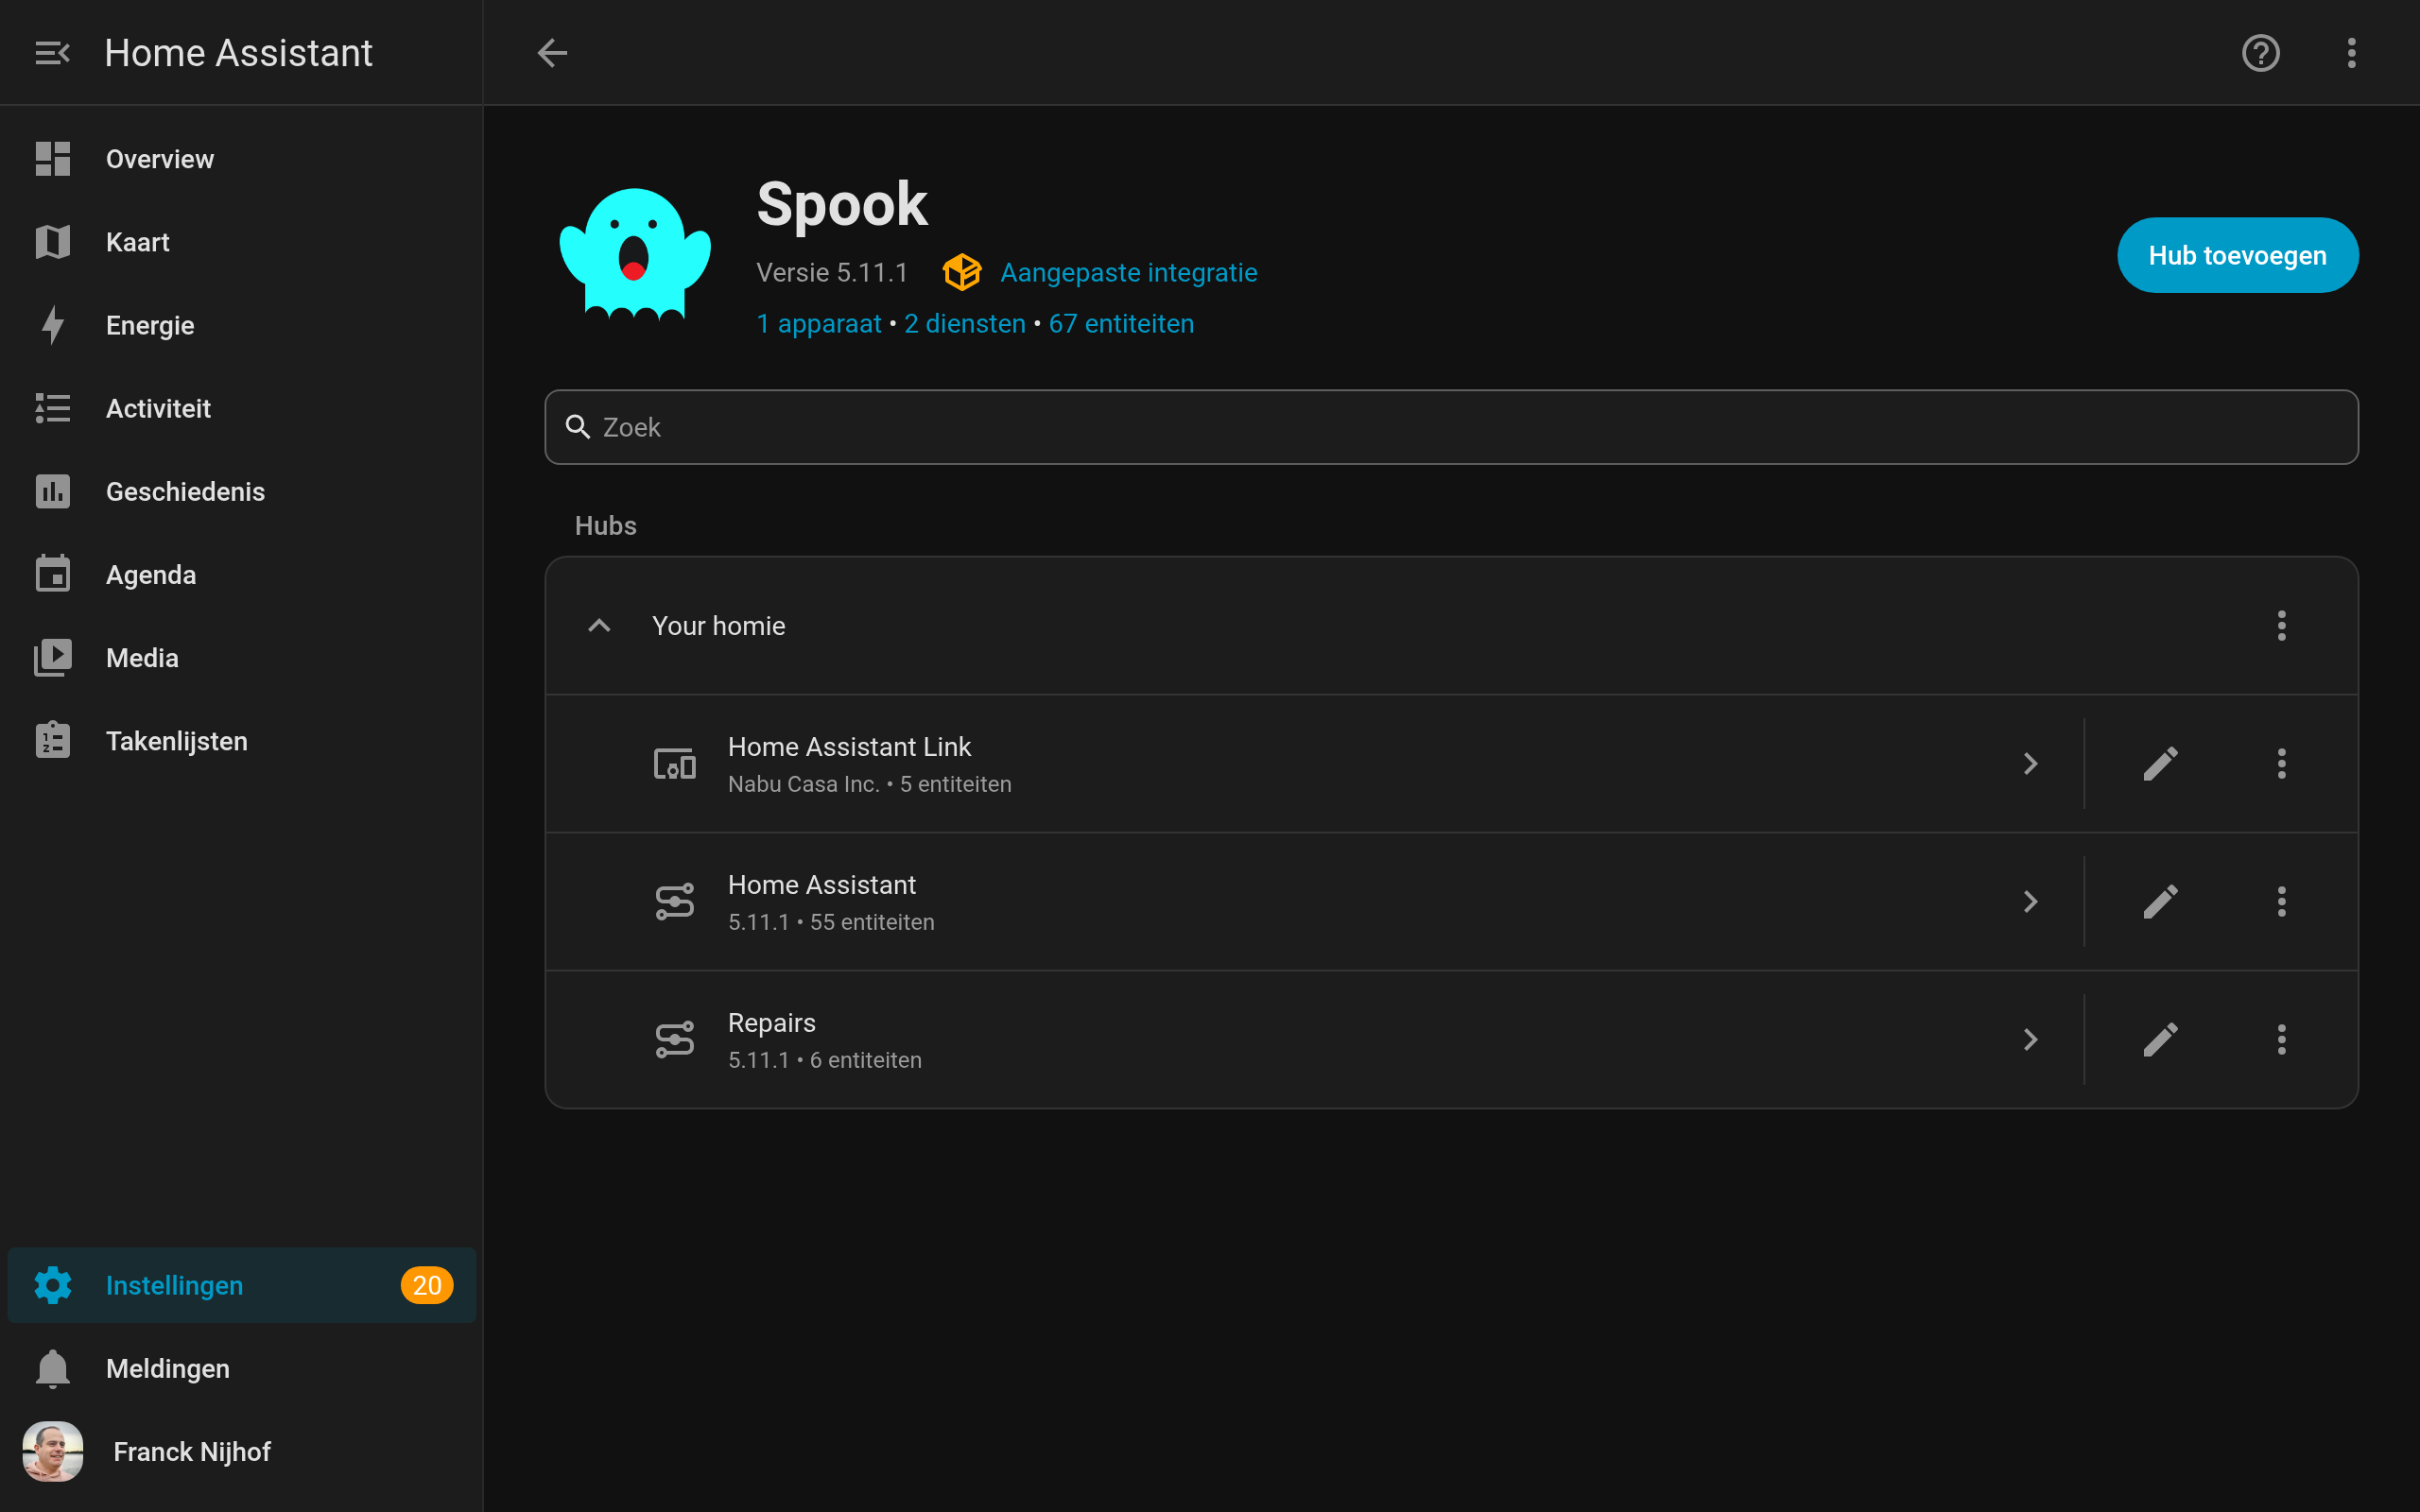 Home Assistant
Overview
Kaart
Energie
Activiteit
Geschiedenis
Agenda
Media
Takenlijsten
Instellingen 20
Meldingen
Franck Nijhof
Spook
Versie 5.11.1 Aangepaste integratie
1 apparaat • 2 diensten • 67 entiteiten
Hub toevoegen
Zoek
Hubs
Your homie
Home Assistant Link
Nabu Casa Inc. • 5 entiteiten
Home Assistant
5.11.1 • 55 entiteiten
Repairs
5.11.1 • 6 entiteiten